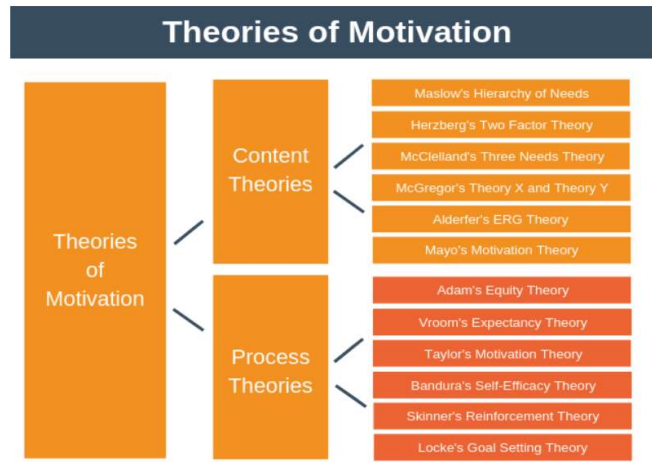 Theories of Motivation
Theories
of
Motivation
Content
Theories
Maslow's Hierarchy of Needs
Herzberg's Two Factor Theory
McClelland's Three Needs Theory
McGregor's Theory X and Theory Y
Alderfer's ERG Theory
Mayo's Motivation Theory
Process
Theories
Adam's Equity Theory
Vroom's Expectancy Theory
Taylor's Motivation Theory
Bandura's Self-Efficacy Theory
Skinner's Reinforcement Theory
Locke's Goal Setting Theory